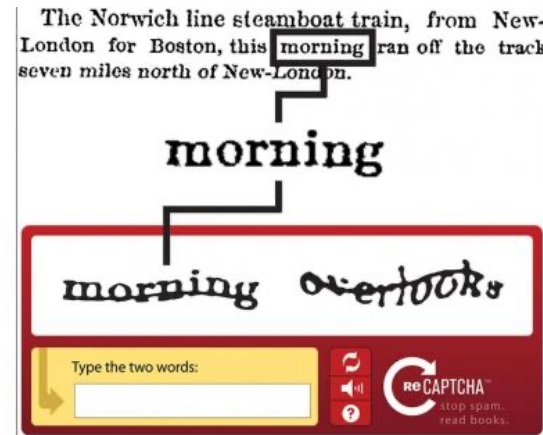 The Norwich line steamboat train, from New-
London for Boston, this morning ran off the track
seven miles north of New-London.
morning
morning overlooks
Type the two words:
reCAPTCHA™
stop spam.
read books.